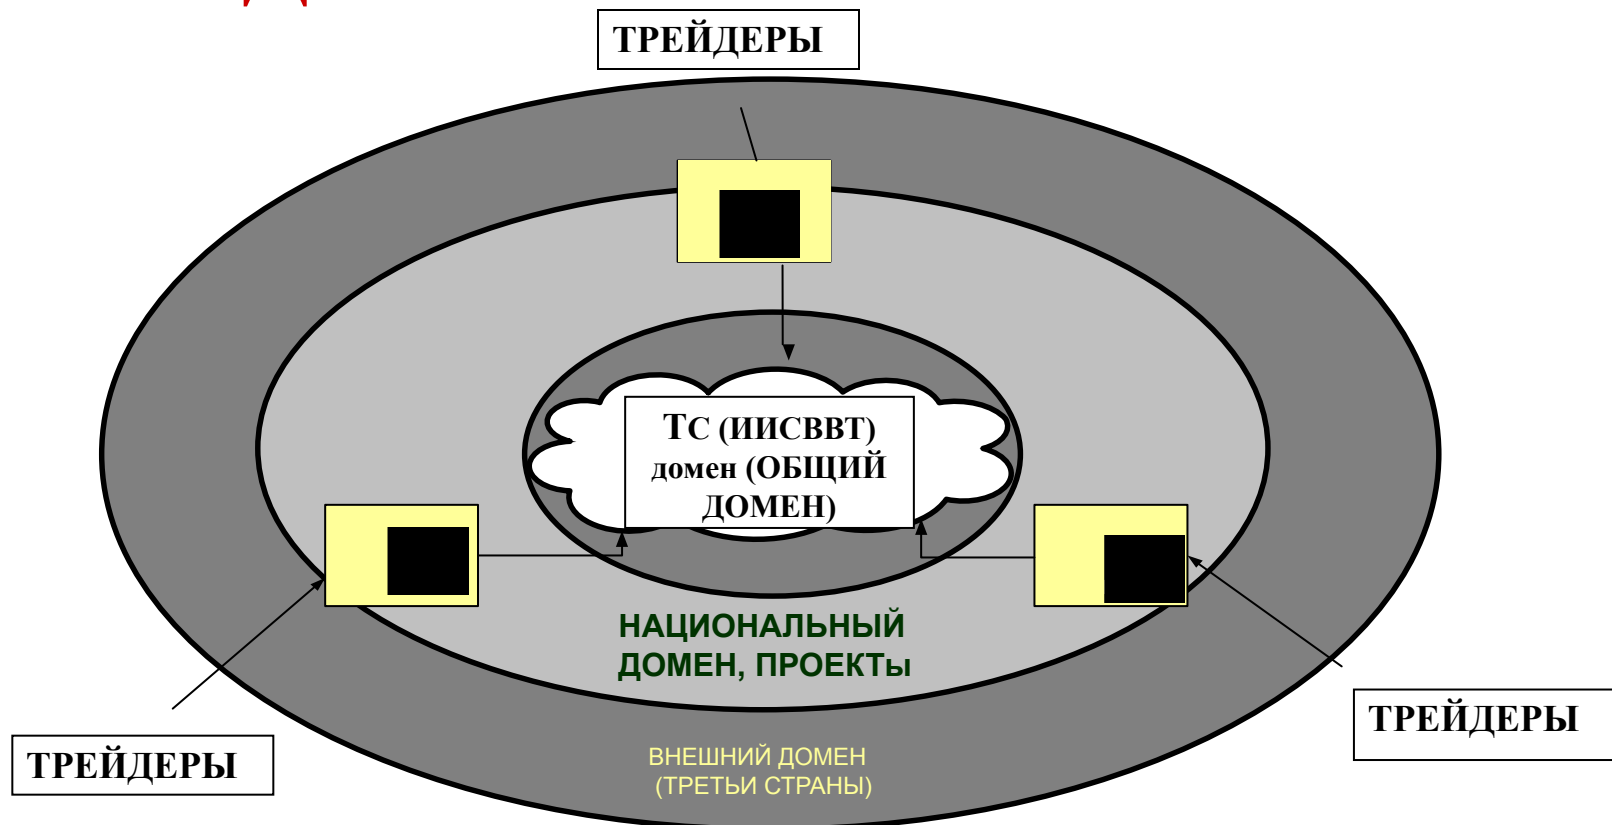 ТРЕЙДЕРЫ
ТС (ИИСВВТ)
домен (ОБЩИЙ
ДОМЕН)
НАЦИОНАЛЬНЫЙ
ДОМЕН, ПРОЕКТы
ТРЕЙДЕРЫ
ТРЕЙДЕРЫ
ВНЕШНИЙ ДОМЕН
(ТРЕТЬИ СТРАНЫ)